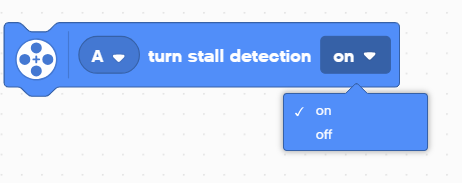 A turn stall detection on
✓ on
off